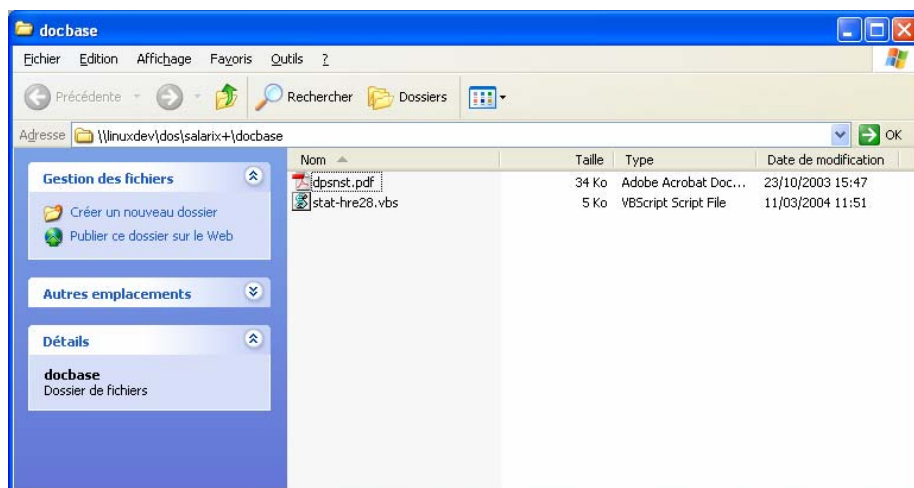 docbase
Fichier Edition Affichage Favoris Outils ?
Précédente Rechercher Dossiers
Adresse \\linuxdev\dos\salarix+\docbase OK
Gestion des fichiers
Créer un nouveau dossier
Publier ce dossier sur le Web
Autres emplacements
Détails
docbase
Dossier de fichiers
Nom Taille Type Date de modification
dpsnst.pdf 34 Ko Adobe Acrobat Doc... 23/10/2003 15:47
stat-hre28.vbs 5 Ko VBScript Script File 11/03/2004 11:51